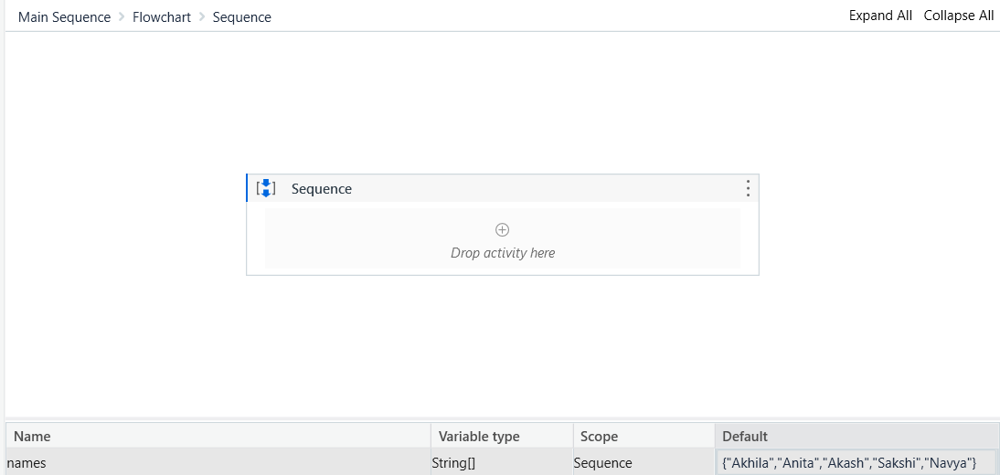 Main Sequence > Flowchart > Sequence
Expand All Collapse All
Sequence
Drop activity here
Name Variable type Scope Default
names String[] Sequence {"Akhila","Anita","Akash","Sakshi","Navya"}